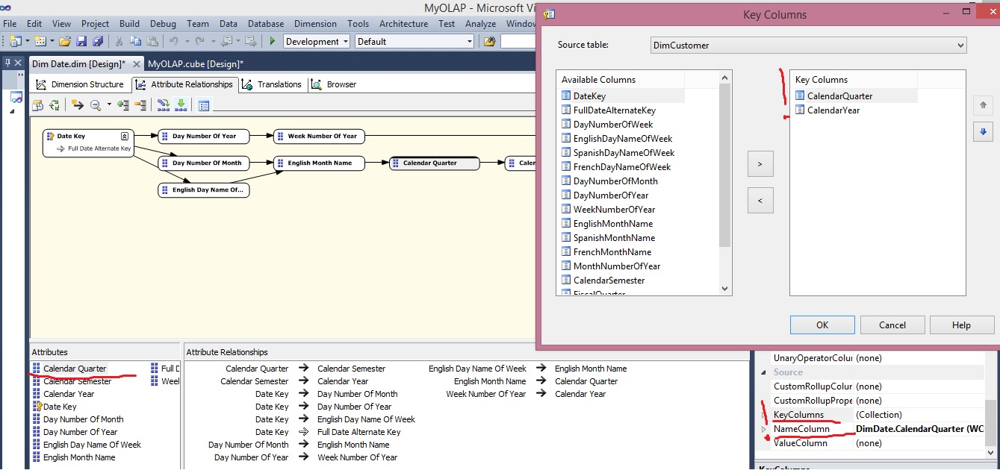 MyOLAP - Microsoft Vi
File Edit View Project Build Debug Team Data Database Dimension Tools Architecture Test Analyze Window
Development Default
Dim Date.dim [Design]* MyOLAP.cube [Design]*
Dimension Structure Attribute Relationships Translations Browser
Date Key
Full Date Alternate Key
Day Number Of Year
Week Number Of Year
Day Number Of Month
English Month Name
Calendar Quarter
Calen
English Day Name Of...
Key Columns
Source table: DimCustomer
Available Columns
DateKey
FullDateAlternateKey
DayNumberOfWeek
EnglishDayNameOfWeek
SpanishDayNameOfWeek
FrenchDayNameOfWeek
DayNumberOfMonth
DayNumberOfYear
WeekNumberOfYear
EnglishMonthName
SpanishMonthName
FrenchMonthName
MonthNumberOfYear
CalendarSemester
FiscalQuarter
>
<
Key Columns
CalendarQuarter
CalendarYear
OK Cancel Help
Attributes
Calendar Quarter Full D
Calendar Semester Week
Calendar Year
Date Key
Day Number Of Month
Day Number Of Year
English Day Name Of Week
English Month Name
Attribute Relationships
Calendar Quarter Calendar Semester
Calendar Semester Calendar Year
Date Key Day Number Of Month
Date Key Day Number Of Year
Date Key English Day Name Of Week
Date Key Full Date Alternate Key
Day Number Of Month English Month Name
Day Number Of Year Week Number Of Year
English Day Name Of Week English Month Name
English Month Name Calendar Quarter
Week Number Of Year Calendar Year
UnaryOperatorColu (none)
Source
CustomRollupColur (none)
CustomRollupPrope (none)
KeyColumns (Collection)
NameColumn DimDate.CalendarQuarter (WC
ValueColumn (none)
KeyColumns